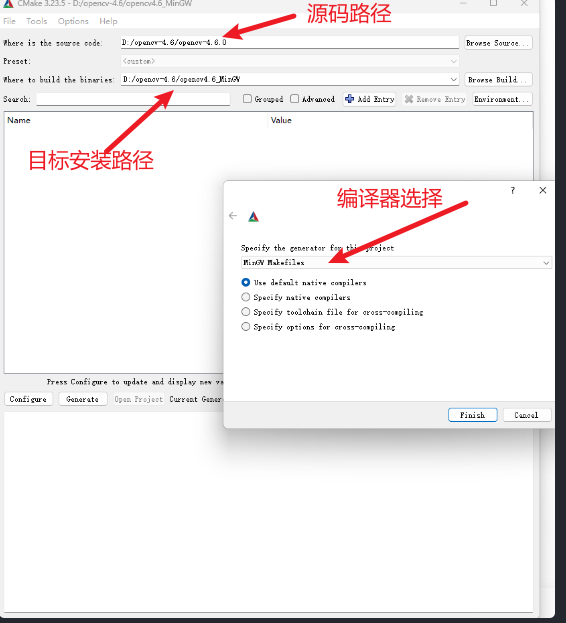 CMake 3.23.5 - D:/opencv-4.6/opencv4.6_MinGW
源码路径
File Tools Options Help
Where is the source code: D:/opencv-4.6/opencv-4.6.0 Browse Source...
Preset: <custom>
Where to build the binaries: D:/opencv-4.6/opencv4.6_MinGW Browse Build...
Search: Grouped Advanced Add Entry Remove Entry Environment...
Name Value
目标安装路径
编译器选择
?
Specify the generator for this project
MinGW Makefiles
Use default native compilers
Specify native compilers
Specify toolchain file for cross-compiling
Specify options for cross-compiling
Press Configure to update and display new va
Configure Generate Open Project Current Gener
Finish Cancel